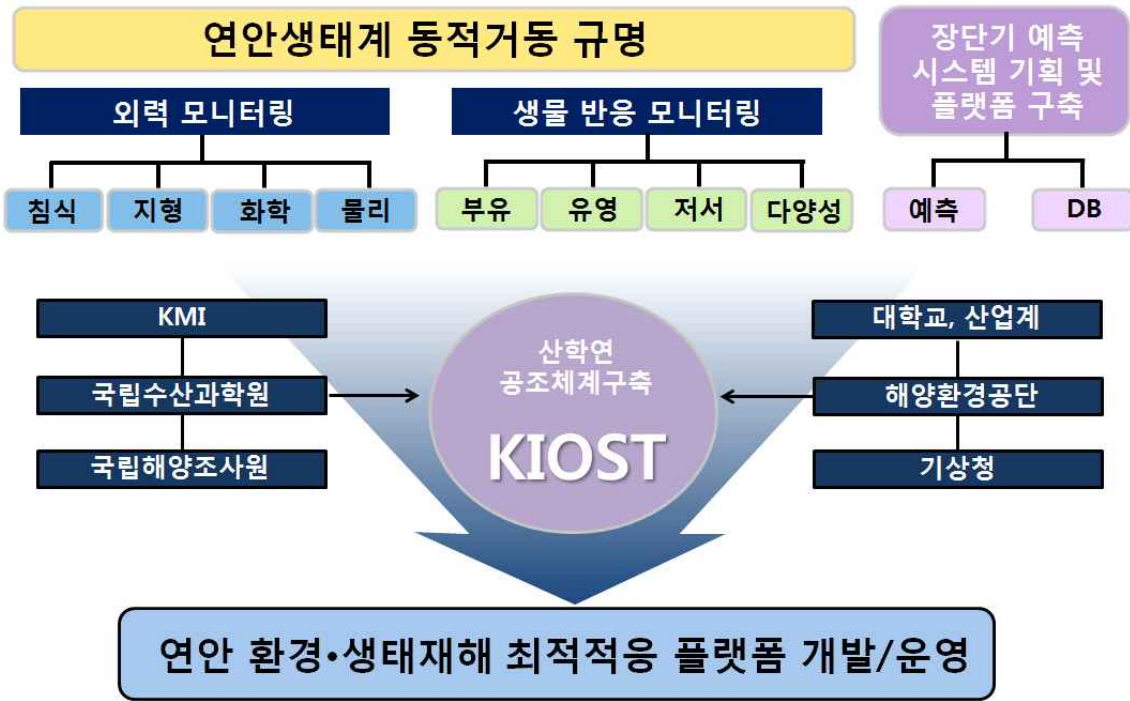 연안생태계 동적거동 규명
장단기 예측
시스템 기획 및
플랫폼 구축
외력 모니터링
생물 반응 모니터링
침식
지형
화학
물리
부유
유영
저서
다양성
예측
DB
KMI
국립수산과학원
국립해양조사원
산학연
공조체계구축
KIOST
대학교, 산업계
해양환경공단
기상청
연안 환경•생태재해 최적적응 플랫폼 개발/운영